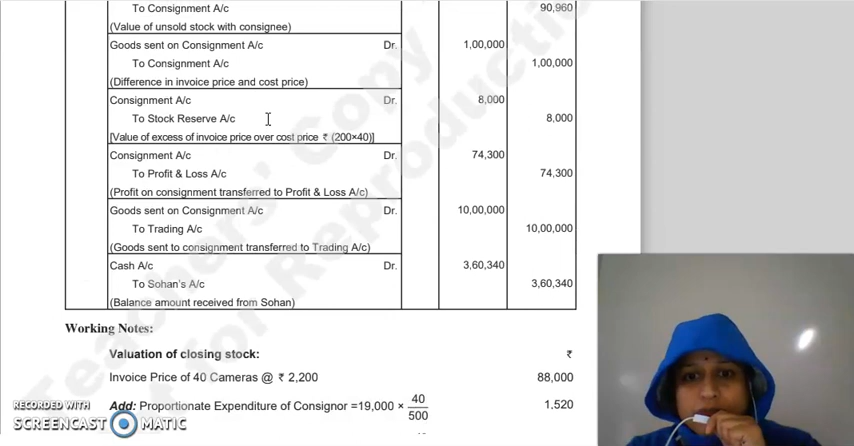 To Consignment A/c 90,960
(Value of unsold stock with consignee)
Goods sent on Consignment A/c Dr. 1,00,000
To Consignment A/c 1,00,000
(Difference in invoice price and cost price)
Consignment A/c Dr. 8,000
To Stock Reserve A/c 8,000
[Value of excess of invoice price over cost price ₹ (200×40)]
Consignment A/c Dr. 74,300
To Profit & Loss A/c 74,300
(Profit on consignment transferred to Profit & Loss A/c)
Goods sent on Consignment A/c Dr. 10,00,000
To Trading A/c 10,00,000
(Goods sent to consignment transferred to Trading A/c)
Cash A/c Dr. 3,60,340
To Sohan's A/c 3,60,340
(Balance amount received from Sohan)
Working Notes:
Valuation of closing stock: ₹
Invoice Price of 40 Cameras @ ₹ 2,200 88,000
Add: Proportionate Expenditure of Consignor =19,000 × 40/500 1,520
Teachers' Copy
for Reproduction
RECORDED WITH
SCREENCAST MATIC